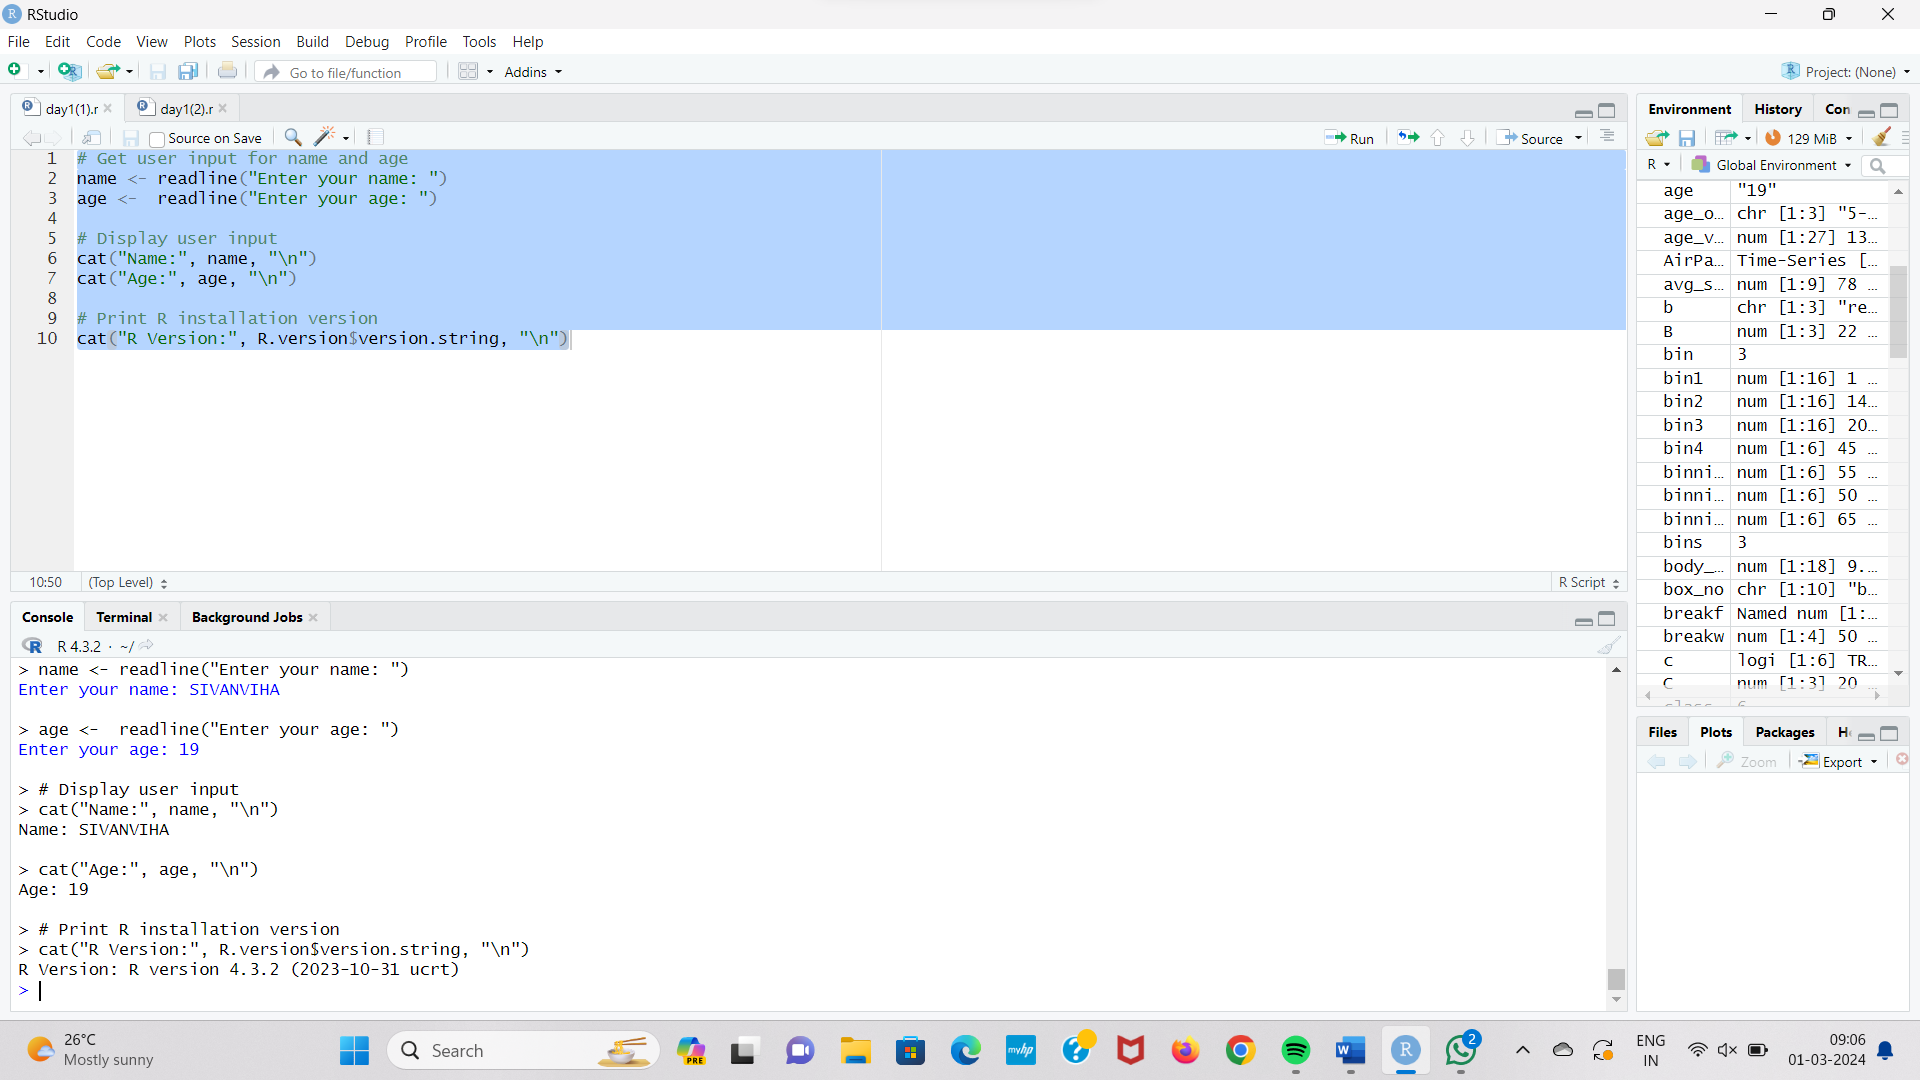 RStudio
File Edit Code View Plots Session Build Debug Profile Tools Help
Go to file/function Addins Project: (None)
day1(1).r day1(2).r
Source on Save Run Source
1 # Get user input for name and age
2 name <- readline("Enter your name: ")
3 age <-  readline("Enter your age: ")
4
5 # Display user input
6 cat("Name:", name, "\n")
7 cat("Age:", age, "\n")
8
9 # Print R installation version
10 cat("R Version:", R.version$version.string, "\n")
10:50 (Top Level) R Script
Console Terminal Background Jobs
R 4.3.2 · ~/
> name <- readline("Enter your name: ")
Enter your name: SIVANVIHA
> age <-  readline("Enter your age: ")
Enter your age: 19
> # Display user input
> cat("Name:", name, "\n")
Name: SIVANVIHA
> cat("Age:", age, "\n")
Age: 19
> # Print R installation version
> cat("R Version:", R.version$version.string, "\n")
R Version: R version 4.3.2 (2023-10-31 ucrt)
>
Environment History Con
129 MiB
R Global Environment
age "19"
age_o... chr [1:3] "5-...
age_v... num [1:27] 13...
AirPa... Time-Series [...
avg_s... num [1:9] 78 ...
b chr [1:3] "re...
B num [1:3] 22 ...
bin 3
bin1 num [1:16] 1 ...
bin2 num [1:16] 14...
bin3 num [1:16] 20...
bin4 num [1:6] 45 ...
binni... num [1:6] 55 ...
binni... num [1:6] 50 ...
binni... num [1:6] 65 ...
bins 3
body_... num [1:18] 9....
box_no chr [1:10] "b...
breakf Named num [1:...
breakw num [1:4] 50 ...
c logi [1:6] TR...
C num [1:3] 20 ...
Files Plots Packages
Zoom Export
26°C
Mostly sunny
Search
PRE
myhp
2
ENG
IN
09:06
01-03-2024